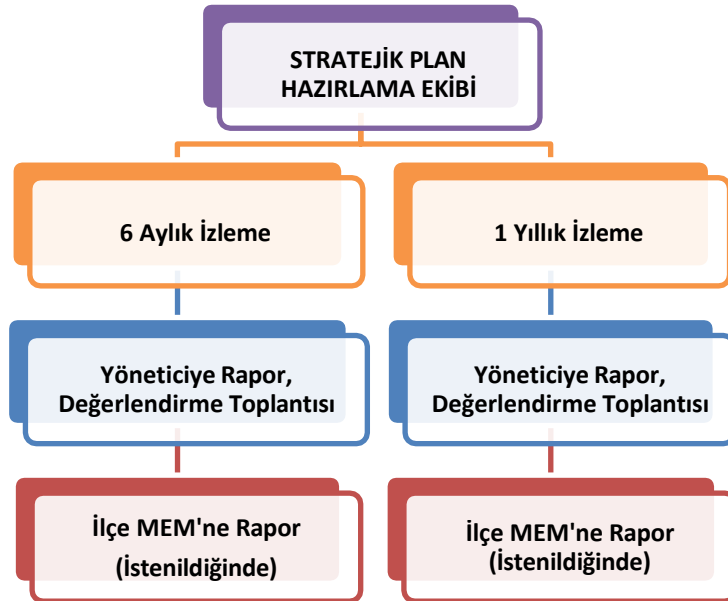 STRATEJİK PLAN
HAZIRLAMA EKİBİ
6 Aylık İzleme
1 Yıllık İzleme
Yöneticiye Rapor,
Değerlendirme Toplantısı
Yöneticiye Rapor,
Değerlendirme Toplantısı
İlçe MEM'ne Rapor
(İstenildiğinde)
İlçe MEM'ne Rapor
(İstenildiğinde)